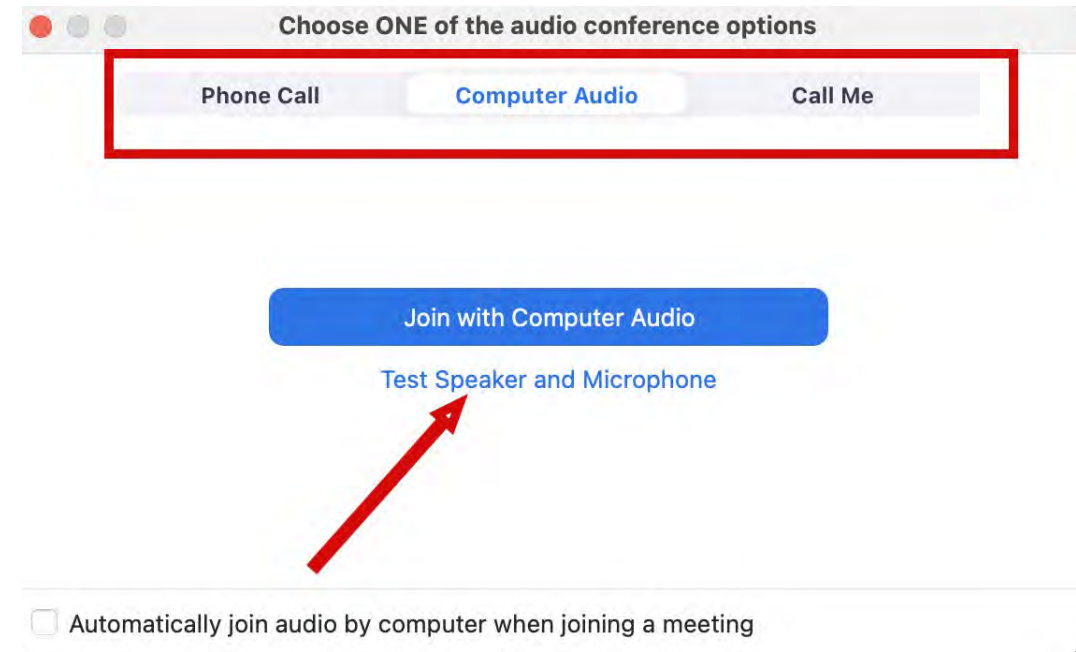 Choose ONE of the audio conference options
Phone Call Computer Audio Call Me
Join with Computer Audio
Test Speaker and Microphone
Automatically join audio by computer when joining a meeting